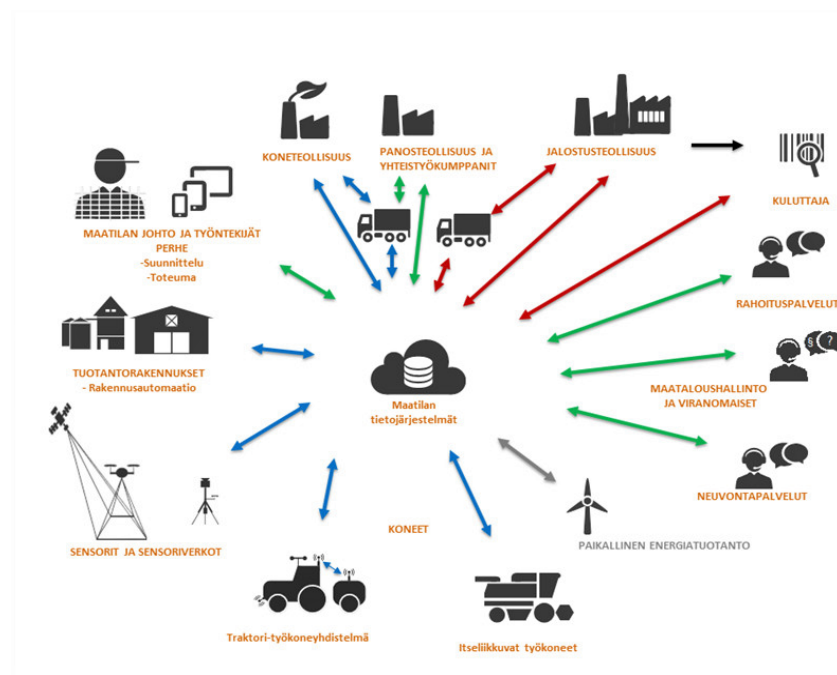 KONETEOLLISUUS
PANOSTEOLLISUUS JA
YHTEISTYÖKUMPPANIT
JALOSTUSTEOLLISUUS
KULUTTAJA
MAATILAN JOHTO JA TYÖNTEKIJÄT
PERHE
-Suunnittelu
-Toteuma
RAHOITUSPALVELUT
TUOTANTORAKENNUKSET
- Rakennusautomaatio
§ ?
MAATALOUSHALLINTO
JA VIRANOMAISET
Maatilan
tietojärjestelmät
NEUVONTAPALVELUT
SENSORIT JA SENSORIVERKOT
KONEET
PAIKALLINEN ENERGIATUOTANTO
Traktori-työkoneyhdistelmä
Itseliikkuvat työkoneet